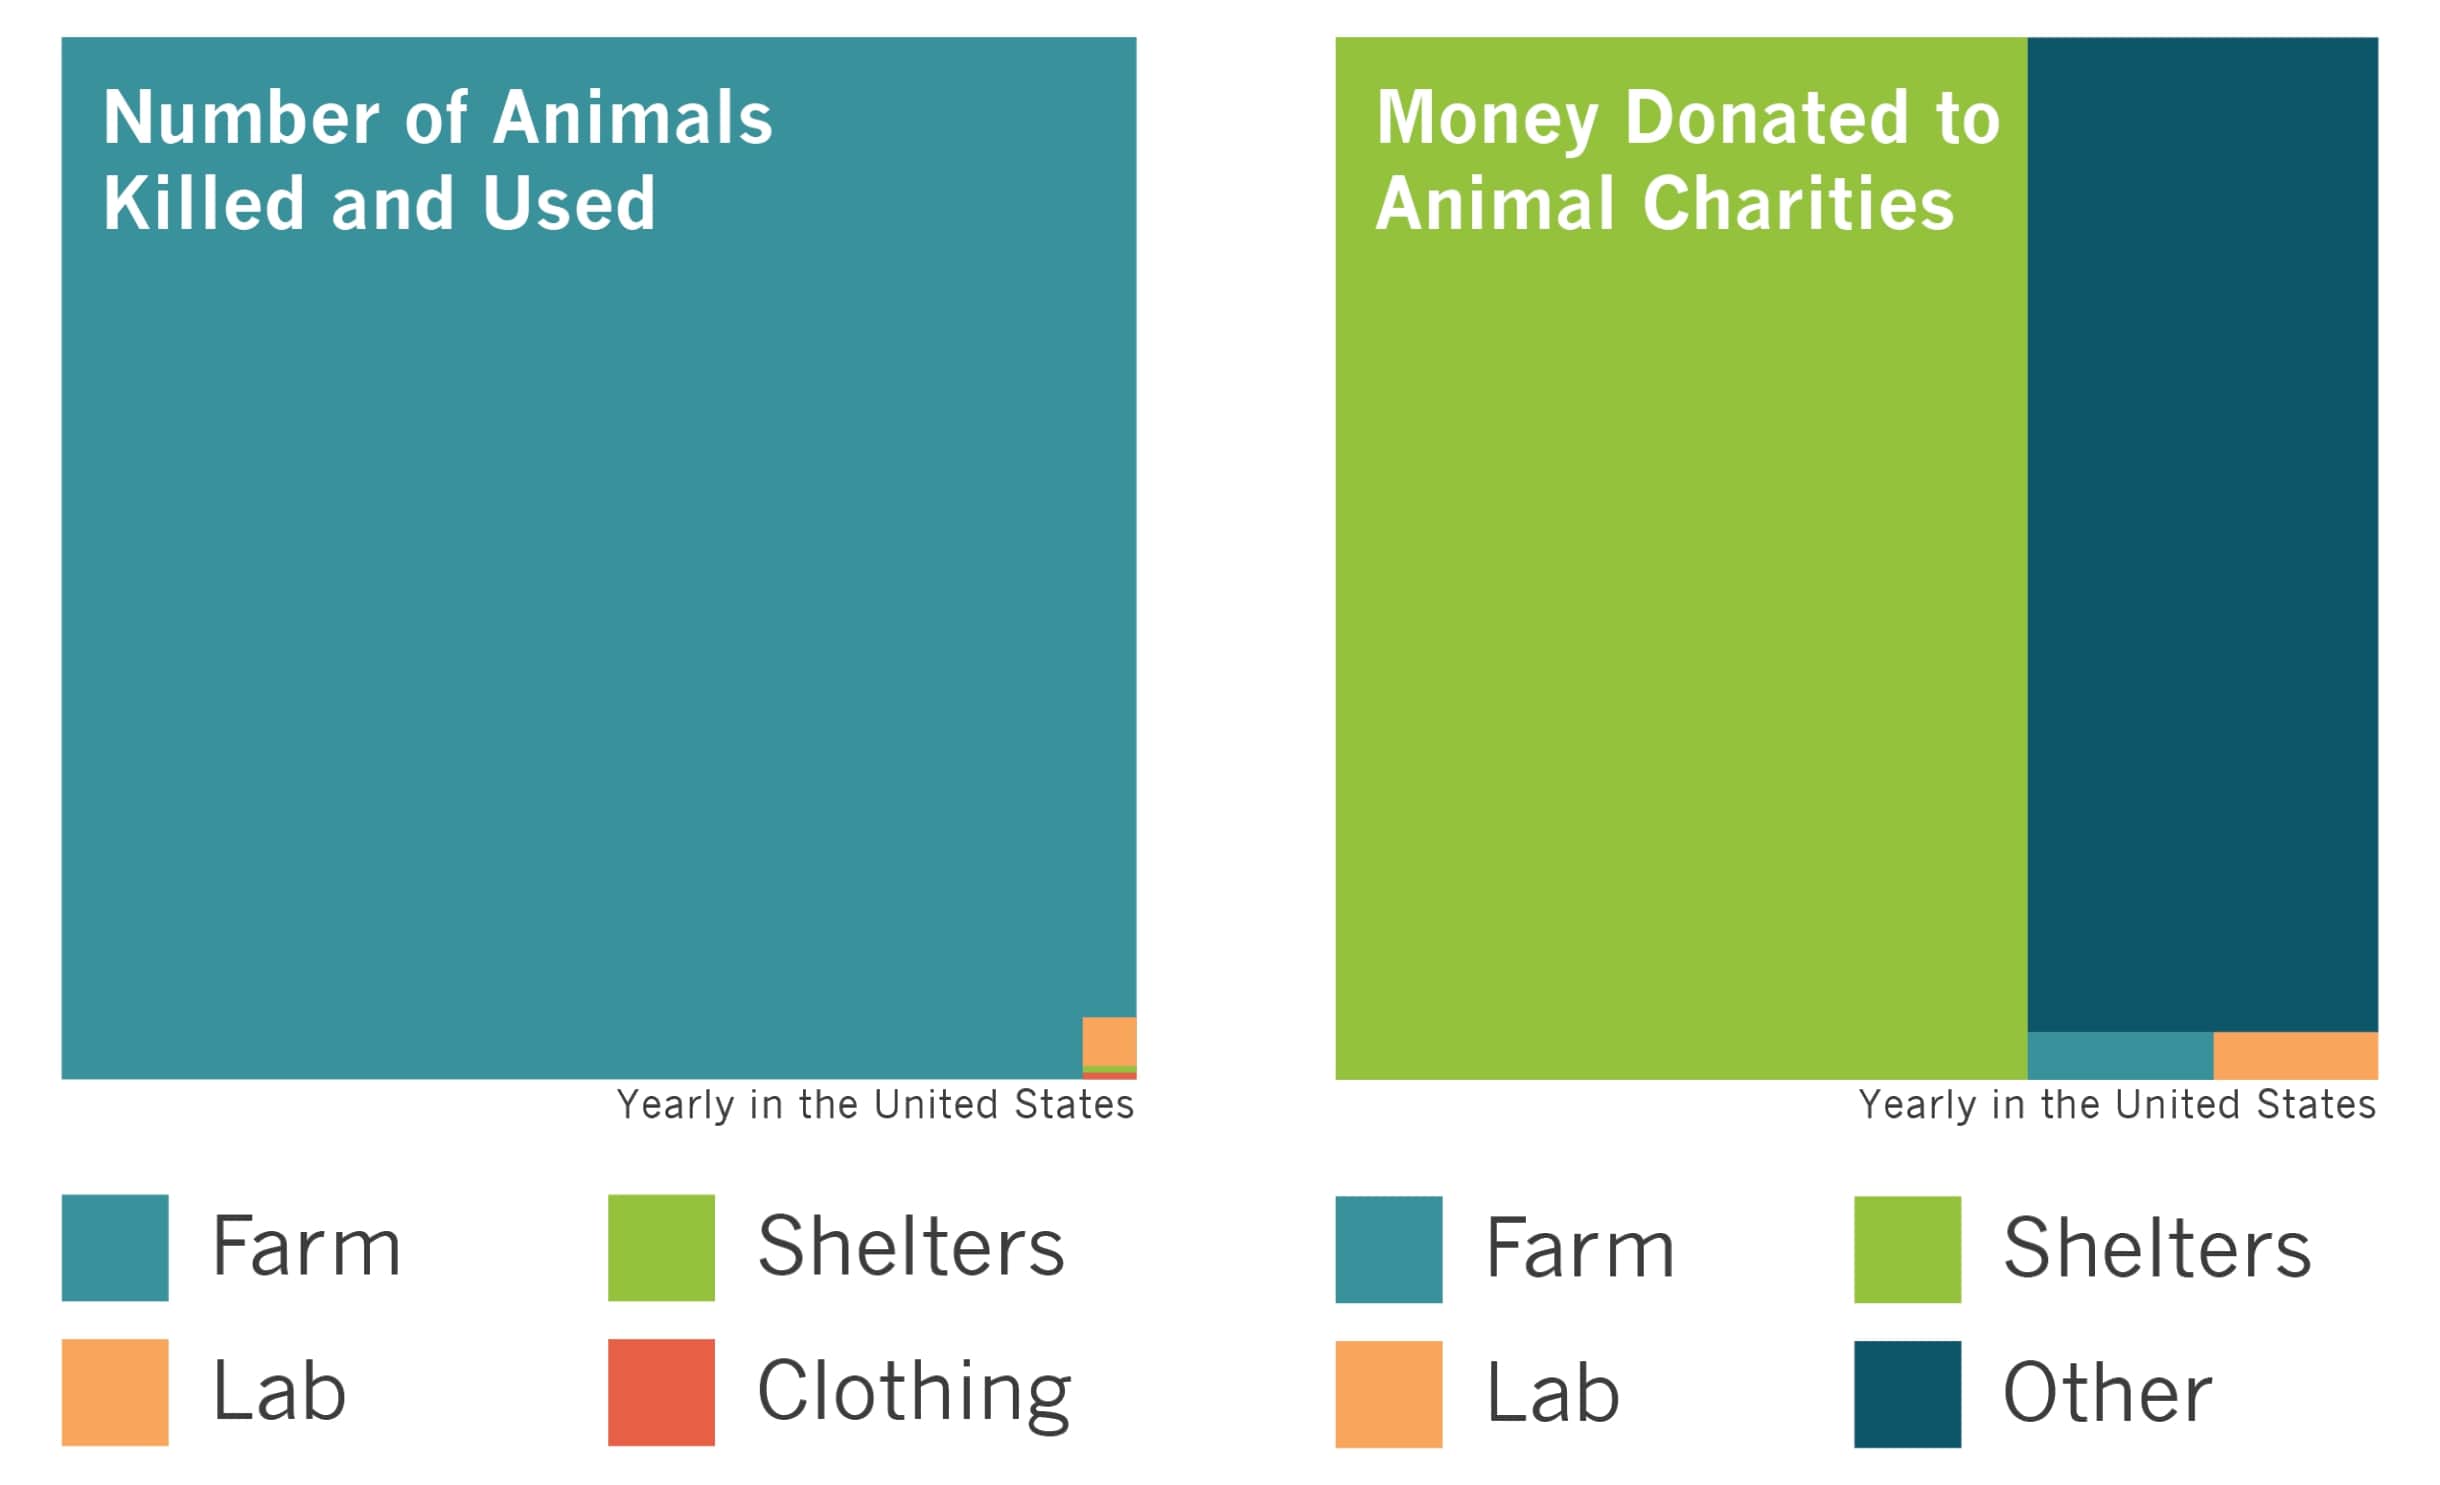 Number of Animals
Killed and Used
Yearly in the United States
Farm
Shelters
Lab
Clothing
Money Donated to
Animal Charities
Yearly in the United States
Farm
Shelters
Lab
Other